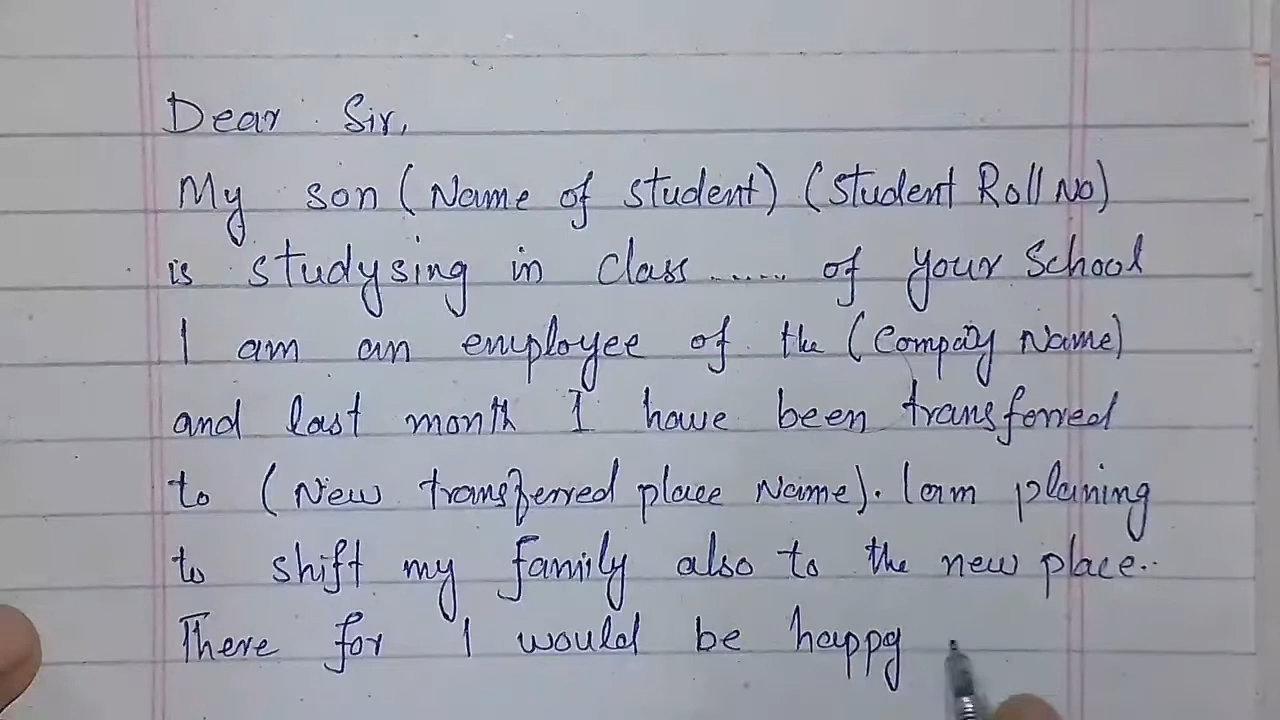 Dear Sir,
My son (Name of student) (Student Roll No)
is studysing in class ...... of your School
I am an employee of the (Compay Name)
and last month I have been transferred
to (New transferred place Name). I am planing
to shift my family also to the new place..
There for I would be happy